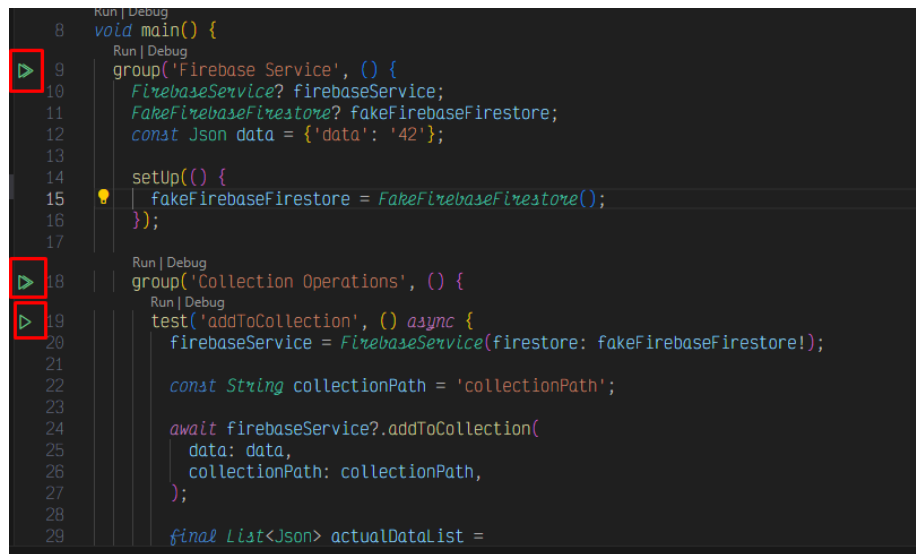 Run | Debug
8 void main() {
Run | Debug
9 group('Firebase Service', () {
10 FirebaseService? firebaseService;
11 FakeFirebaseFirestore? fakeFirebaseFirestore;
12 const Json data = {'data': '42'};
13
14 setUp(() {
15 fakeFirebaseFirestore = FakeFirebaseFirestore();
16 });
17
Run | Debug
18 group('Collection Operations', () {
Run | Debug
19 test('addToCollection', () async {
20 firebaseService = FirebaseService(firestore: fakeFirebaseFirestore!);
21
22 const String collectionPath = 'collectionPath';
23
24 await firebaseService?.addToCollection(
25 data: data,
26 collectionPath: collectionPath,
27 );
28
29 final List<Json> actualDataList =